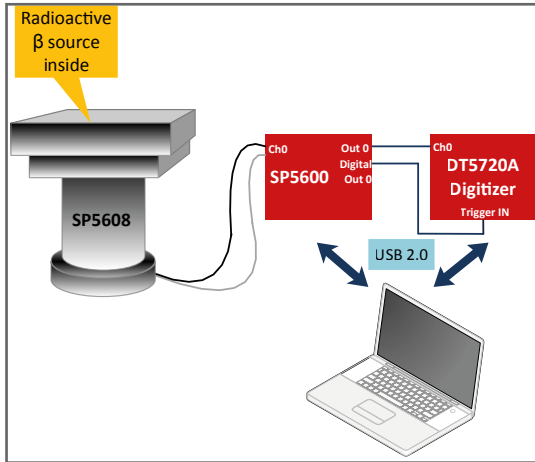 Radioactive
β source
inside
SP5608
Ch0
Out 0
Digital
Out 0
SP5600
Ch0
DT5720A
Digitizer
Trigger IN
USB 2.0